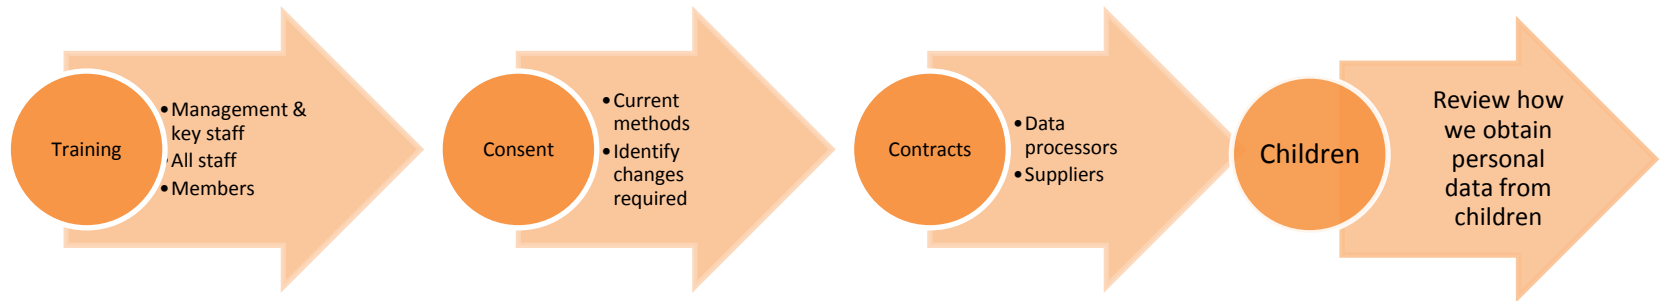 Training
•Management &
key staff
•All staff
•Members
Consent
•Current
methods
•Identify
changes
required
Contracts
•Data
processors
•Suppliers
Children
Review how
we obtain
personal
data from
children